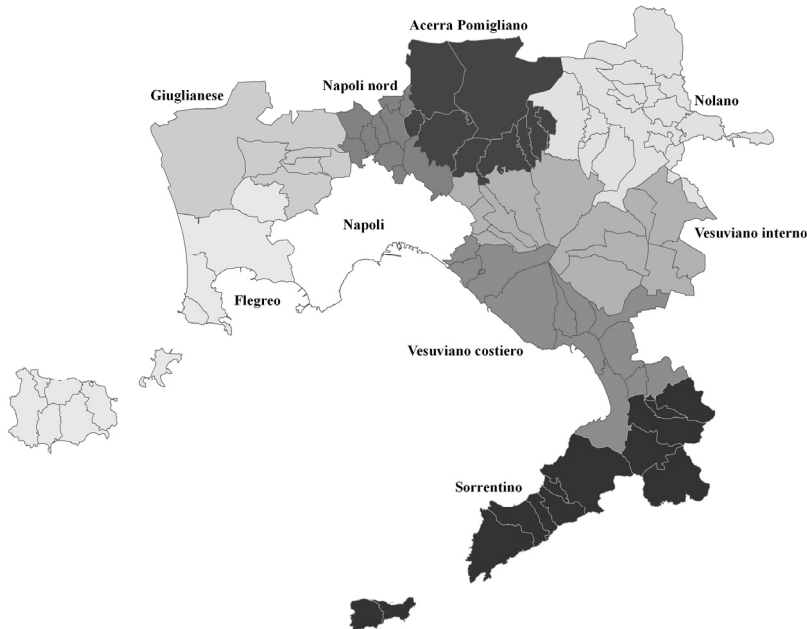 Acerra Pomigliano
Napoli nord
Giuglianese
Nolano
Napoli
Vesuviano interno
Flegreo
Vesuviano costiero
Sorrentino